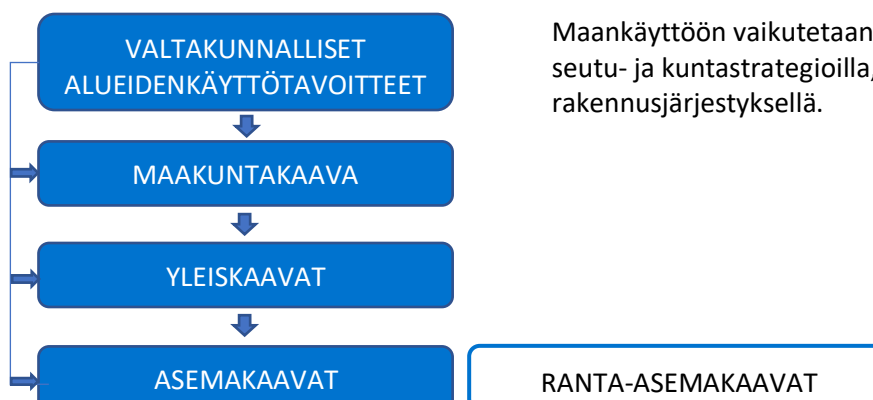 VALTAKUNNALLISET
ALUEIDENKÄYTTÖTAVOITTEET
Maankäyttöön vaikutetaan
seutu- ja kuntastrategioilla,
rakennusjärjestyksellä.
MAAKUNTAKAAVA
YLEISKAAVAT
ASEMAKAAVAT
RANTA-ASEMAKAAVAT